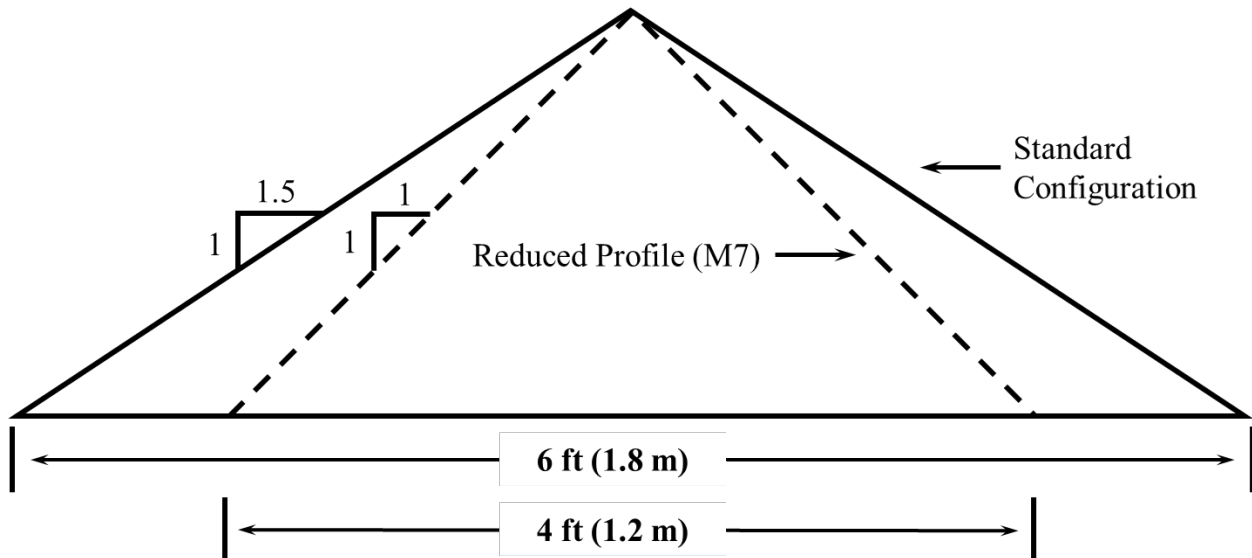 Standard
Configuration
1.5
1
1
1
Reduced Profile (M7)
6 ft (1.8 m)
4 ft (1.2 m)